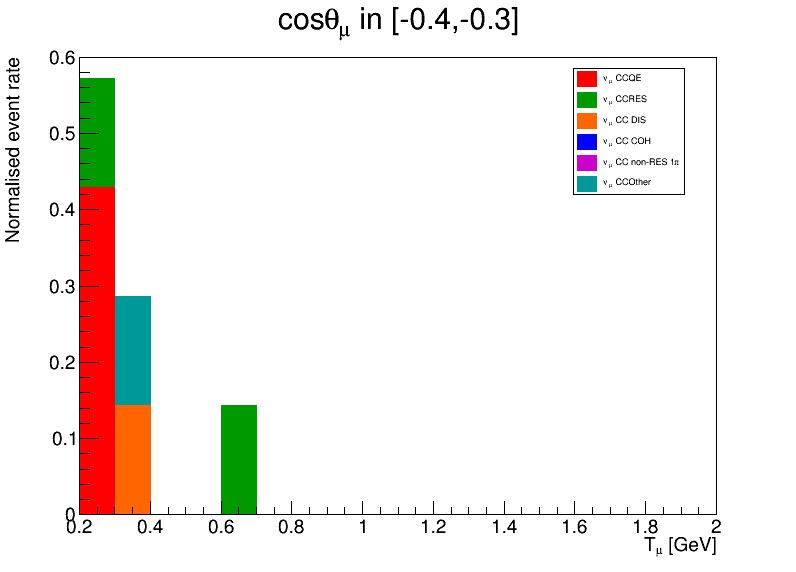 cosθμ in [-0.4,-0.3]
Normalised event rate
0.6
0.5
0.4
0.3
0.2
0.1
0
νμ CCQE
νμ CCRES
νμ CC DIS
νμ CC COH
νμ CC non-RES 1π
νμ CCOther
0.2 0.4 0.6 0.8 1 1.2 1.4 1.6 1.8 2
Tμ [GeV]